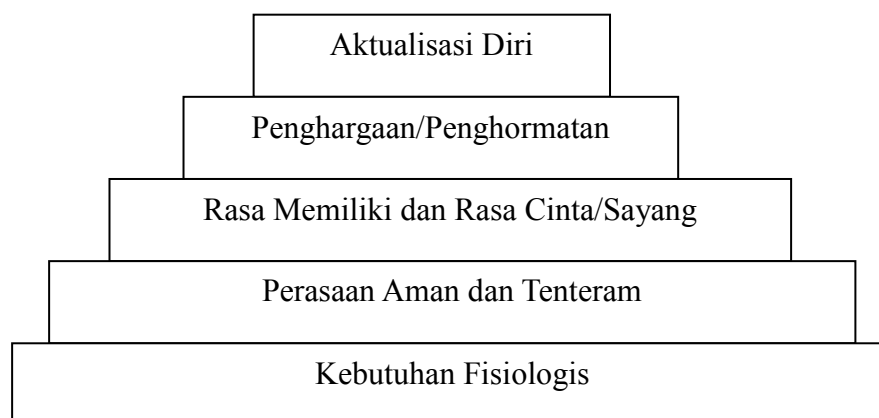 Aktualisasi Diri
Penghargaan/Penghormatan
Rasa Memiliki dan Rasa Cinta/Sayang
Perasaan Aman dan Tenteram
Kebutuhan Fisiologis